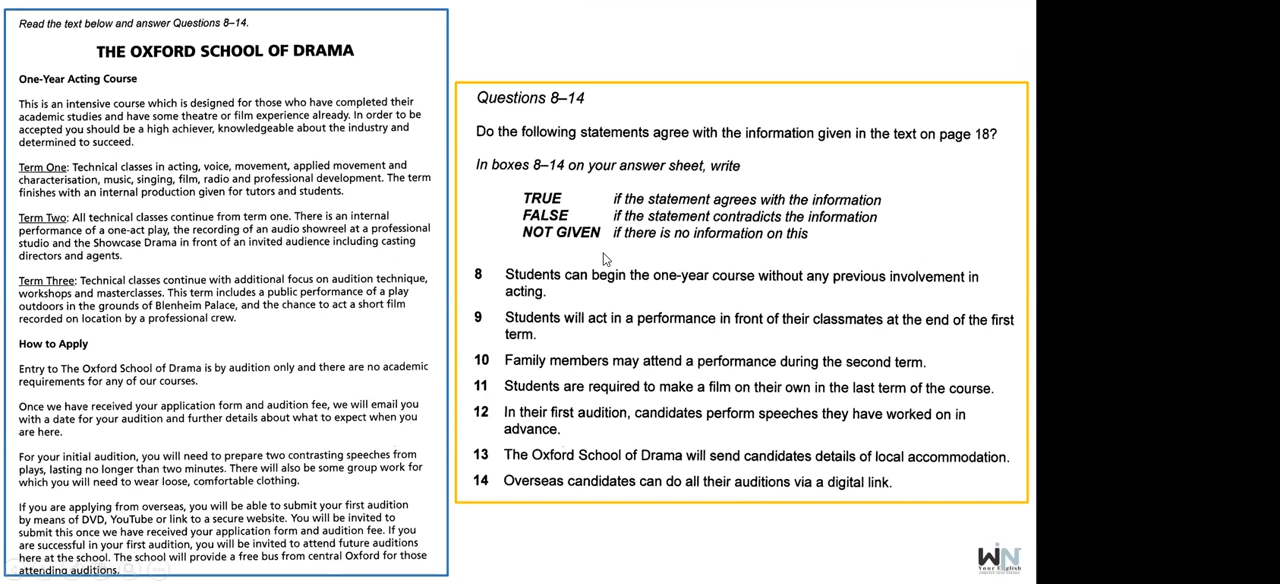 Read the text below and answer Questions 8–14.
THE OXFORD SCHOOL OF DRAMA
One-Year Acting Course
This is an intensive course which is designed for those who have completed their
academic studies and have some theatre or film experience already. In order to be
accepted you should be a high achiever, knowledgeable about the industry and
determined to succeed.
Term One: Technical classes in acting, voice, movement, applied movement and
characterisation, music, singing, film, radio and professional development. The term
finishes with an internal production given for tutors and students.
Term Two: All technical classes continue from term one. There is an internal
performance of a one-act play, the recording of an audio showreel at a professional
studio and the Showcase Drama in front of an invited audience including casting
directors and agents.
Term Three: Technical classes continue with additional focus on audition technique,
workshops and masterclasses. This term includes a public performance of a play
outdoors in the grounds of Blenheim Palace, and the chance to act a short film
recorded on location by a professional crew.
How to Apply
Entry to The Oxford School of Drama is by audition only and there are no academic
requirements for any of our courses.
Once we have received your application form and audition fee, we will email you
with a date for your audition and further details about what to expect when you
are here.
For your initial audition, you will need to prepare two contrasting speeches from
plays, lasting no longer than two minutes. There will also be some group work for
which you will need to wear loose, comfortable clothing.
If you are applying from overseas, you will be able to submit your first audition
by means of DVD, YouTube or link to a secure website. You will be invited to
submit this once we have received your application form and audition fee. If you
are successful in your first audition, you will be invited to attend future auditions
here at the school. The school will provide a free bus from central Oxford for those
attending auditions.
Questions 8–14
Do the following statements agree with the information given in the text on page 18?
In boxes 8–14 on your answer sheet, write
TRUE if the statement agrees with the information
FALSE if the statement contradicts the information
NOT GIVEN if there is no information on this
8 Students can begin the one-year course without any previous involvement in
acting.
9 Students will act in a performance in front of their classmates at the end of the first
term.
10 Family members may attend a performance during the second term.
11 Students are required to make a film on their own in the last term of the course.
12 In their first audition, candidates perform speeches they have worked on in
advance.
13 The Oxford School of Drama will send candidates details of local accommodation.
14 Overseas candidates can do all their auditions via a digital link.
WIN
Your English